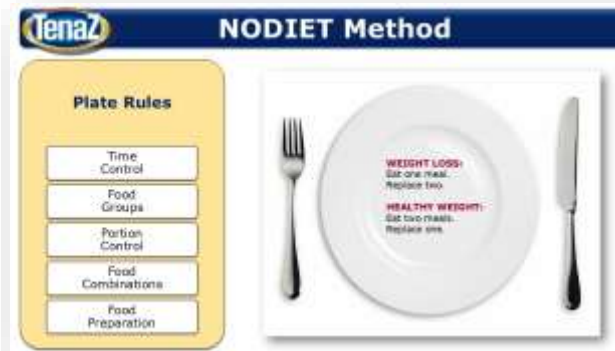 TenaZ
NODIET Method
Plate Rules
Time
Control
Food
Groups
Portion
Control
Food
Combinations
Food
Preparation
WEIGHT LOSS:
Eat one meal.
Replace two.
HEALTHY WEIGHT:
Eat two meals.
Replace one.